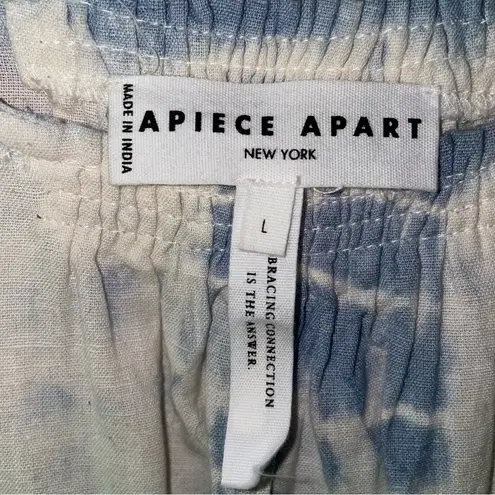 MADE IN INDIA
APIECE APART
NEW YORK
L
BRACING CONNECTION
IS THE ANSWER.